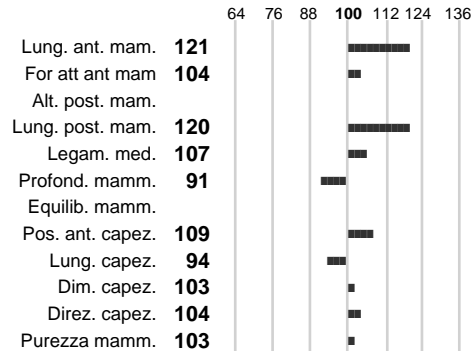 64 76 88 100 112 124 136
Lung. ant. mam. 121
For att ant mam 104
Alt. post. mam.
Lung. post. mam. 120
Legam. med. 107
Profond. mamm. 91
Equilib. mamm.
Pos. ant. capez. 109
Lung. capez. 94
Dim. capez. 103
Direz. capez. 104
Purezza mamm. 103